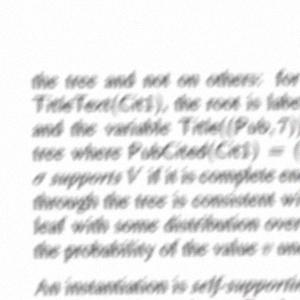 the tree and not on others: for
TitleText(Cit1), the root is labe
and the variable Title((Pub, 7))
tree where PubCited(Cit1) = (
σ supports V if it is complete en
through the tree is consistent wi
leaf with some distribution over
the probability of the value v un
An instantiation is self-supporti